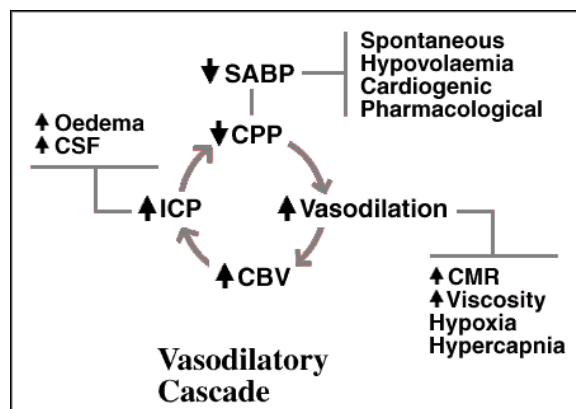 ↓ SABP
Spontaneous
Hypovolaemia
Cardiogenic
Pharmacological
↑ Oedema
↑ CSF
↓ CPP
↑ ICP
↑ Vasodilation
↑ CBV
↑ CMR
↑ Viscosity
Hypoxia
Hypercapnia
Vasodilatory
Cascade